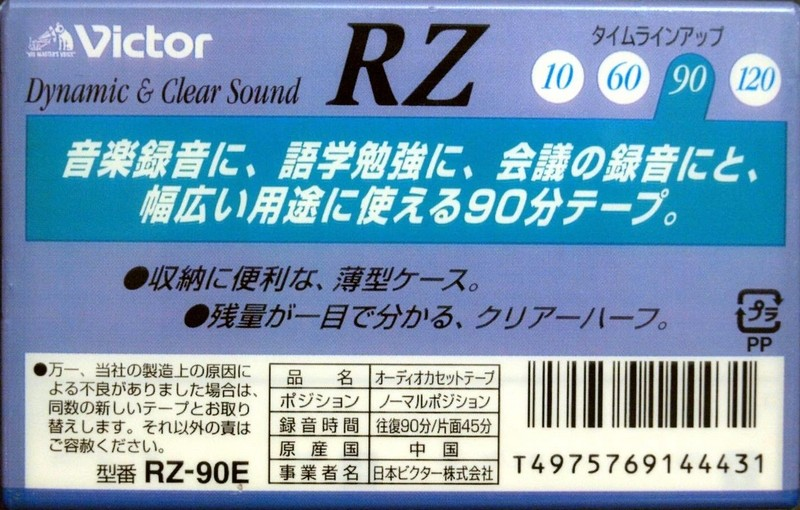 "HIS MASTER'S VOICE"
Victor
Dynamic & Clear Sound
RZ
タイムラインアップ
10 60 90 120
音楽録音に、語学勉強に、会議の録音にと、
幅広い用途に使える90分テープ。
●収納に便利な、薄型ケース。
●残量が一目で分かる、クリアーハーフ。
プラ
PP
●万一、当社の製造上の原因に
よる不良がありました場合は、
同数の新しいテープとお取り
替えします。それ以外の責は
ご容赦ください。
型番 RZ-90E
品名 オーディオカセットテープ
ポジション ノーマルポジション
録音時間 往復90分/片面45分
原産国 中国
事業者名 日本ビクター株式会社
T4975769144431